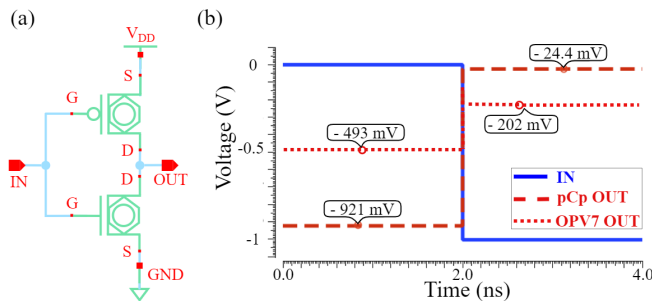 (a)
V_DD
S
G
D
IN
OUT
D
G
S
GND
(b)
Voltage (V)
0
-0.5
-1
- 24.4 mV
- 493 mV
- 202 mV
- 921 mV
IN
pCp OUT
OPV7 OUT
0.0
2.0
4.0
Time (ns)